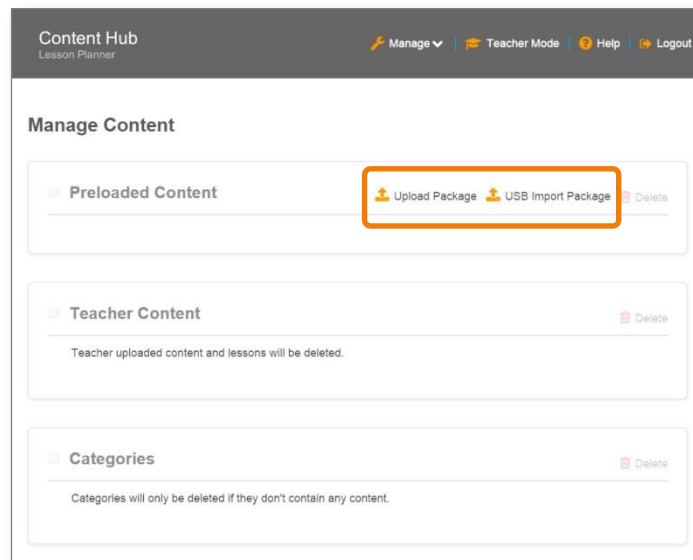 Content Hub
Lesson Planner
Manage Teacher Mode Help Logout
Manage Content
Preloaded Content Upload Package USB Import Package Delete
Teacher Content Delete
Teacher uploaded content and lessons will be deleted.
Categories Delete
Categories will only be deleted if they don't contain any content.